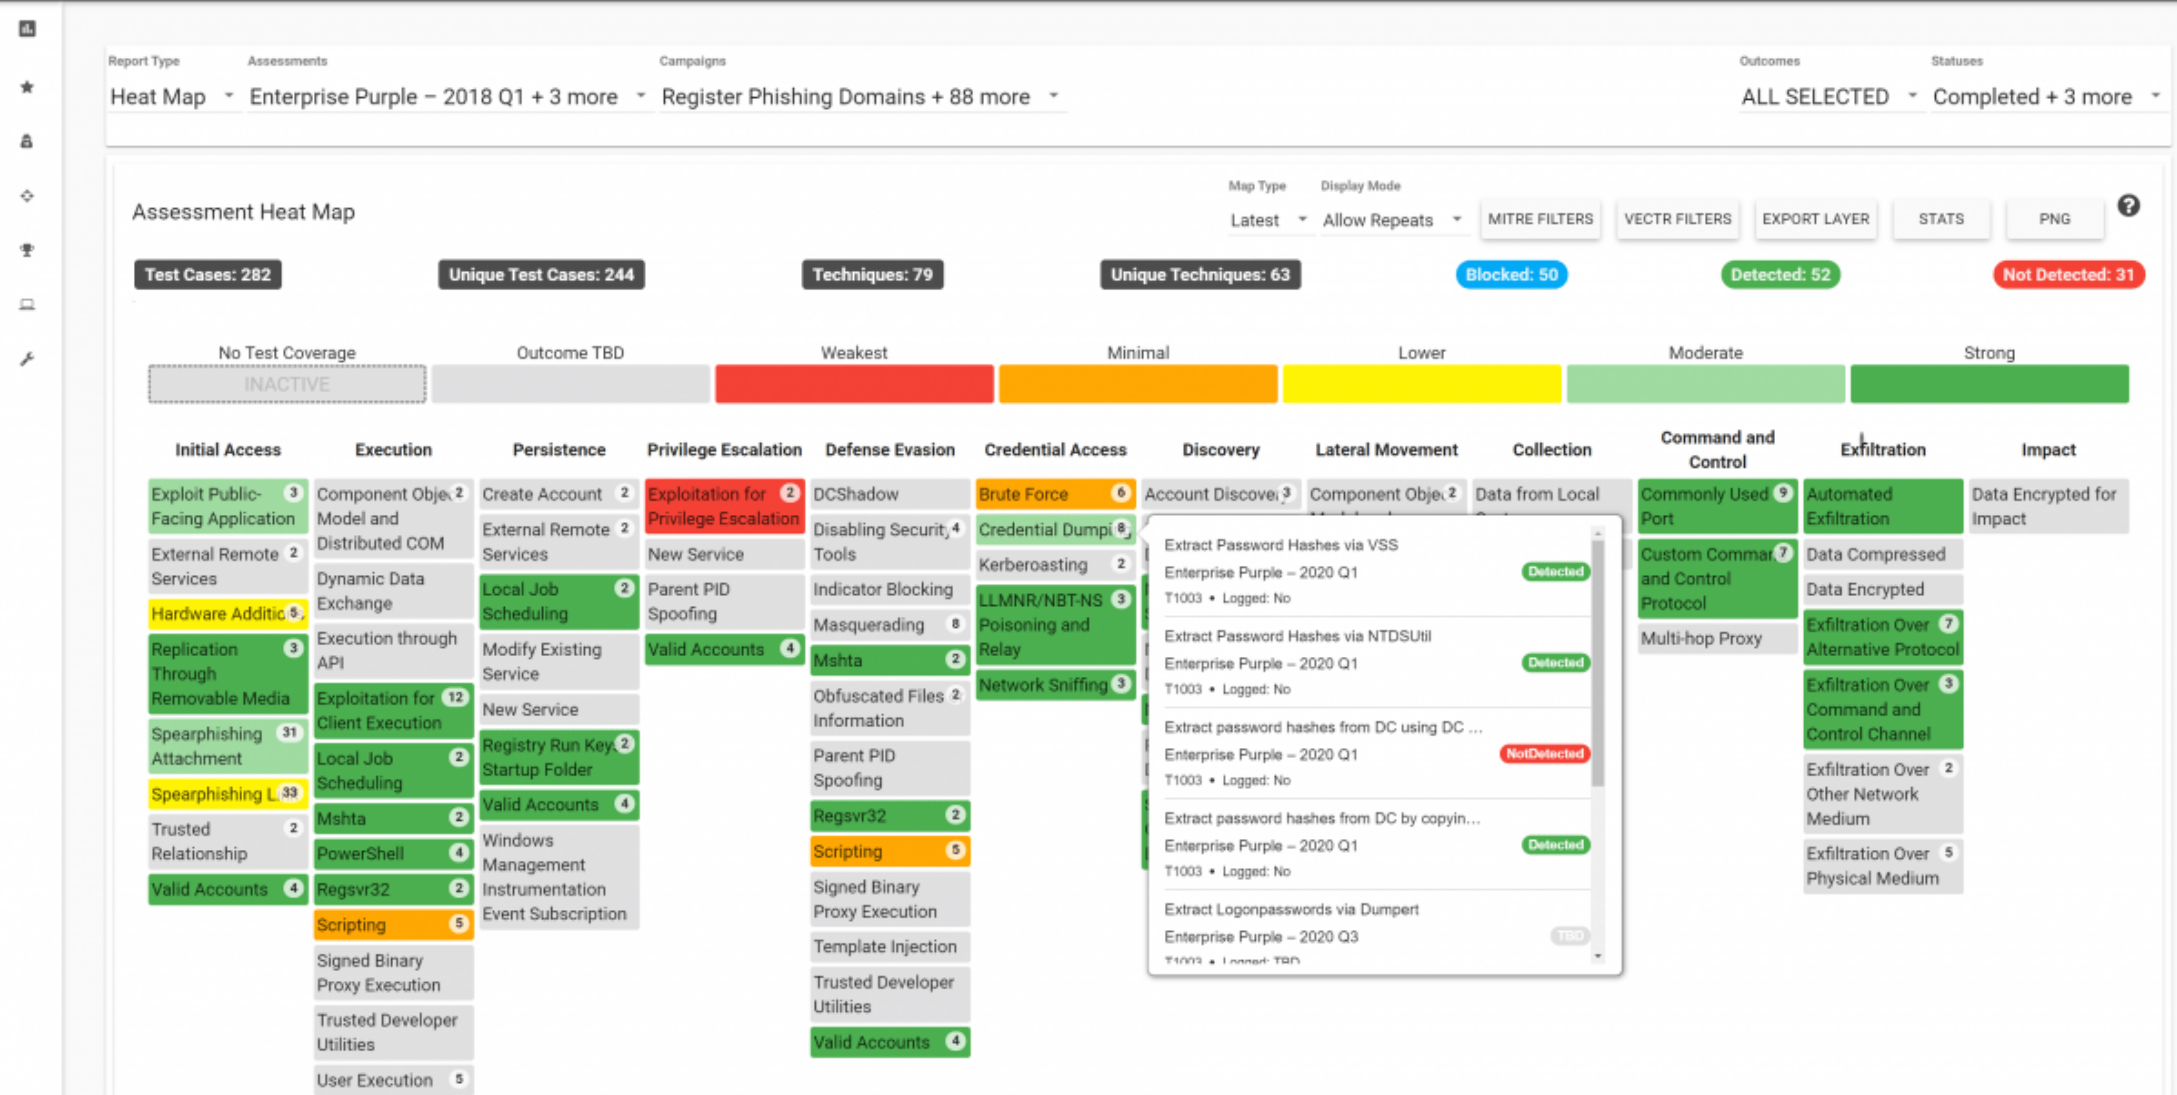 Report Type
Heat Map
Assessments
Enterprise Purple – 2018 Q1 + 3 more
Campaigns
Register Phishing Domains + 88 more
Outcomes
ALL SELECTED
Statuses
Completed + 3 more
Assessment Heat Map
Map Type
Latest
Display Mode
Allow Repeats
MITRE FILTERS
VECTR FILTERS
EXPORT LAYER
STATS
PNG
?
Test Cases: 282
Unique Test Cases: 244
Techniques: 79
Unique Techniques: 63
Blocked: 50
Detected: 52
Not Detected: 31
No Test Coverage
INACTIVE
Outcome TBD
Weakest
Minimal
Lower
Moderate
Strong
Initial Access
Exploit Public- 3
Facing Application
External Remote 2
Services
Hardware Additio 5
Replication 3
Through
Removable Media
Spearphishing 31
Attachment
Spearphishing L 33
Trusted 2
Relationship
Valid Accounts 4
Execution
Component Objec 2
Model and
Distributed COM
Dynamic Data
Exchange
Execution through
API
Exploitation for 12
Client Execution
Local Job 2
Scheduling
Mshta 2
PowerShell 4
Regsvr32 2
Scripting 5
Signed Binary
Proxy Execution
Trusted Developer
Utilities
User Execution 5
Persistence
Create Account 2
External Remote 2
Services
Local Job 2
Scheduling
Modify Existing
Service
New Service
Registry Run Keys 2
Startup Folder
Valid Accounts 4
Windows
Management
Instrumentation
Event Subscription
Privilege Escalation
Exploitation for 2
Privilege Escalation
New Service
Parent PID
Spoofing
Valid Accounts 4
Defense Evasion
DCShadow
Disabling Security 4
Tools
Indicator Blocking
Masquerading 8
Mshta 2
Obfuscated Files 2
Information
Parent PID
Spoofing
Regsvr32 2
Scripting 5
Signed Binary
Proxy Execution
Template Injection
Trusted Developer
Utilities
Valid Accounts 4
Credential Access
Brute Force 6
Credential Dumpi 8
Kerberoasting 2
LLMNR/NBT-NS 3
Poisoning and
Relay
Network Sniffing 3
Discovery
Account Discover 3
Lateral Movement
Component Objec 2
Collection
Data from Local
Extract Password Hashes via VSS
Enterprise Purple – 2020 Q1
Detected
T1003 • Logged: No
Extract Password Hashes via NTDSUtil
Enterprise Purple – 2020 Q1
Detected
T1003 • Logged: No
Extract password hashes from DC using DC ...
Enterprise Purple – 2020 Q1
NotDetected
T1003 • Logged: No
Extract password hashes from DC by copyin...
Enterprise Purple – 2020 Q1
Detected
T1003 • Logged: No
Extract Logonpasswords via Dumpert
Enterprise Purple – 2020 Q3
TBD
T1003 • Logged: TBD
Command and
Control
Commonly Used 9
Port
Custom Comman 7
and Control
Protocol
Multi-hop Proxy
Exfiltration
Automated
Exfiltration
Data Compressed
Data Encrypted
Exfiltration Over 7
Alternative Protocol
Exfiltration Over 3
Command and
Control Channel
Exfiltration Over 2
Other Network
Medium
Exfiltration Over 5
Physical Medium
Impact
Data Encrypted for
Impact